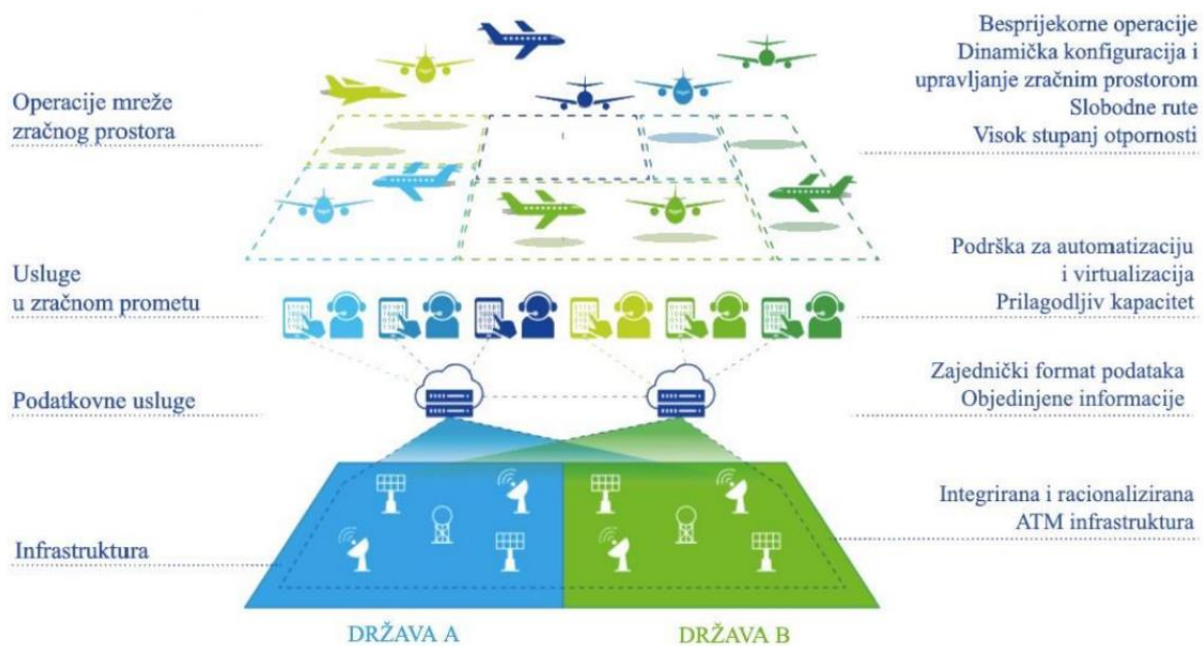 Operacije mreže
zračnog prostora
Besprijekorne operacije
Dinamička konfiguracija i
upravljanje zračnim prostorom
Slobodne rute
Visok stupanj otpornosti
Usluge
u zračnom prometu
Podrška za automatizaciju
i virtualizacija
Prilagodljiv kapacitet
Podatkovne usluge
Zajednički format podataka
Objedinjene informacije
Infrastruktura
Integrirana i racionalizirana
ATM infrastruktura
DRŽAVA A
DRŽAVA B